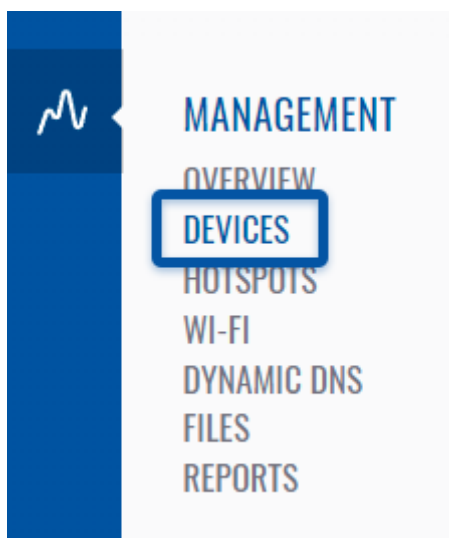 MANAGEMENT
OVERVIEW
DEVICES
HOTSPOTS
WI-FI
DYNAMIC DNS
FILES
REPORTS